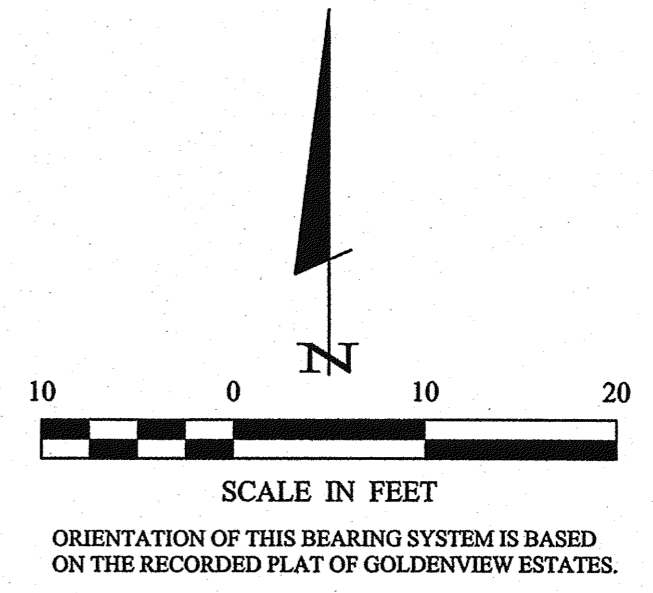 N
10 0 10 20
SCALE IN FEET
ORIENTATION OF THIS BEARING SYSTEM IS BASED
ON THE RECORDED PLAT OF GOLDENVIEW ESTATES.